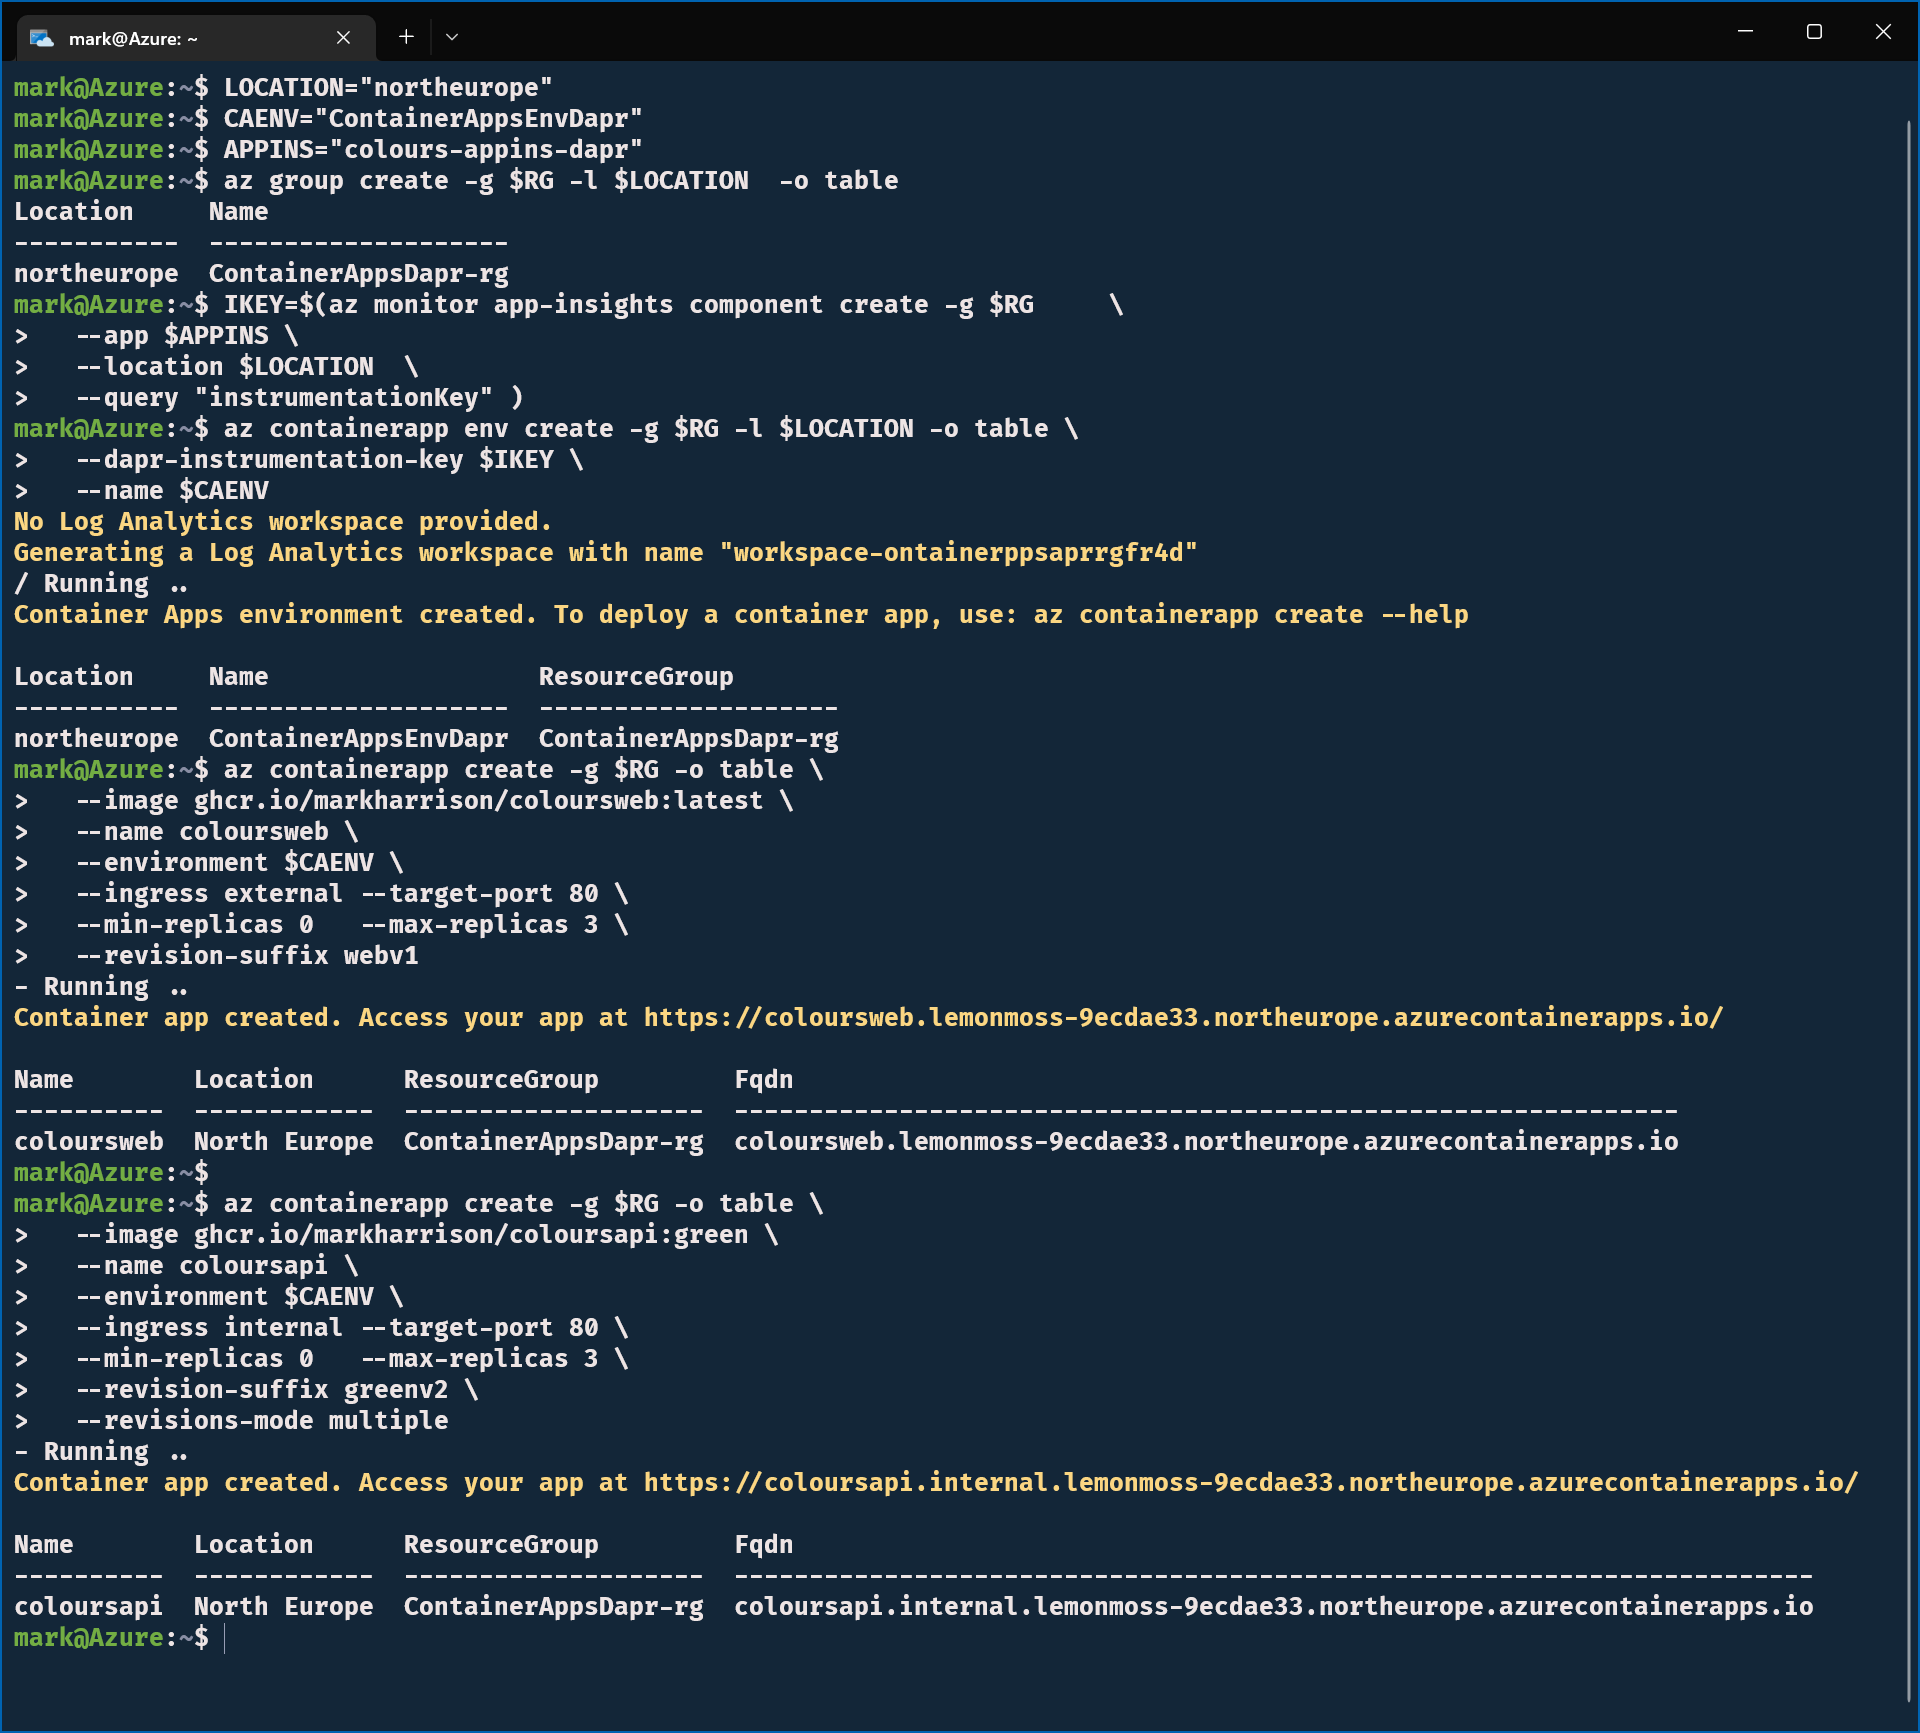 mark@Azure: ~
mark@Azure:~$ LOCATION="northeurope"
mark@Azure:~$ CAENV="ContainerAppsEnvDapr"
mark@Azure:~$ APPINS="colours-appins-dapr"
mark@Azure:~$ az group create -g $RG -l $LOCATION  -o table
Location     Name
-----------  --------------------
northeurope  ContainerAppsDapr-rg
mark@Azure:~$ IKEY=$(az monitor app-insights component create -g $RG     \
>   --app $APPINS \
>   --location $LOCATION  \
>   --query "instrumentationKey" )
mark@Azure:~$ az containerapp env create -g $RG -l $LOCATION -o table \
>   --dapr-instrumentation-key $IKEY \
>   --name $CAENV
No Log Analytics workspace provided.
Generating a Log Analytics workspace with name "workspace-ontainerppsaprrgfr4d"
/ Running ..
Container Apps environment created. To deploy a container app, use: az containerapp create --help
Location     Name                  ResourceGroup
-----------  --------------------  --------------------
northeurope  ContainerAppsEnvDapr  ContainerAppsDapr-rg
mark@Azure:~$ az containerapp create -g $RG -o table \
>   --image ghcr.io/markharrison/coloursweb:latest \
>   --name coloursweb \
>   --environment $CAENV \
>   --ingress external --target-port 80 \
>   --min-replicas 0   --max-replicas 3 \
>   --revision-suffix webv1
- Running ..
Container app created. Access your app at https://coloursweb.lemonmoss-9ecdae33.northeurope.azurecontainerapps.io/
Name        Location      ResourceGroup         Fqdn
----------  ------------  --------------------  ---------------------------------------------------------------
coloursweb  North Europe  ContainerAppsDapr-rg  coloursweb.lemonmoss-9ecdae33.northeurope.azurecontainerapps.io
mark@Azure:~$
mark@Azure:~$ az containerapp create -g $RG -o table \
>   --image ghcr.io/markharrison/coloursapi:green \
>   --name coloursapi \
>   --environment $CAENV \
>   --ingress internal --target-port 80 \
>   --min-replicas 0   --max-replicas 3 \
>   --revision-suffix greenv2 \
>   --revisions-mode multiple
- Running ..
Container app created. Access your app at https://coloursapi.internal.lemonmoss-9ecdae33.northeurope.azurecontainerapps.io/
Name        Location      ResourceGroup         Fqdn
----------  ------------  --------------------  ------------------------------------------------------------------------
coloursapi  North Europe  ContainerAppsDapr-rg  coloursapi.internal.lemonmoss-9ecdae33.northeurope.azurecontainerapps.io
mark@Azure:~$